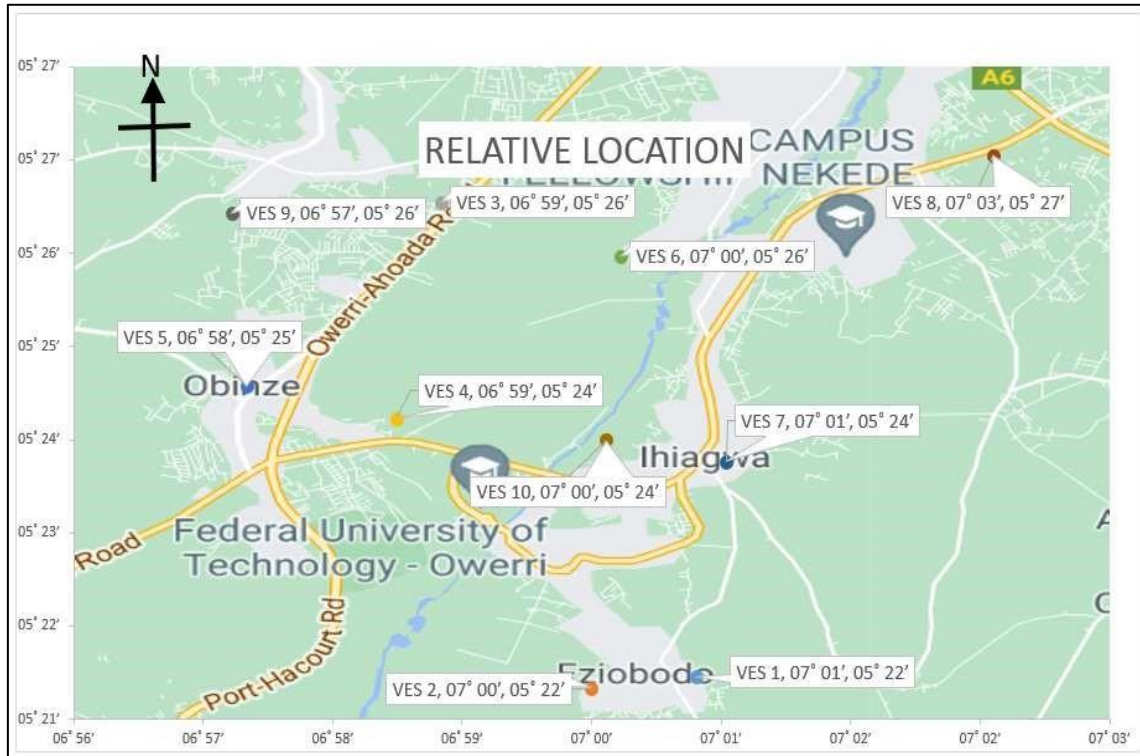 N
05° 27'
A6
RELATIVE LOCATION
CAMPUS
NEKEDE
05° 27'
VES 9, 06° 57', 05° 26'
VES 3, 06° 59', 05° 26'
VES 8, 07° 03', 05° 27'
Owerri-Ahoada R
VES 6, 07° 00', 05° 26'
05° 26'
VES 5, 06° 58', 05° 25'
05° 25'
Obinze
VES 4, 06° 59', 05° 24'
VES 7, 07° 01', 05° 24'
05° 24'
Ihiagwa
VES 10, 07° 00', 05° 24'
05° 23'
Federal University of
Technology - Owerri
Road
05° 22'
Port-Hacourt Rd
Eziobodo
VES 1, 07° 01', 05° 22'
VES 2, 07° 00', 05° 22'
05° 21'
06° 56' 06° 57' 06° 58' 06° 59' 07° 00' 07° 01' 07° 02' 07° 02' 07° 03'